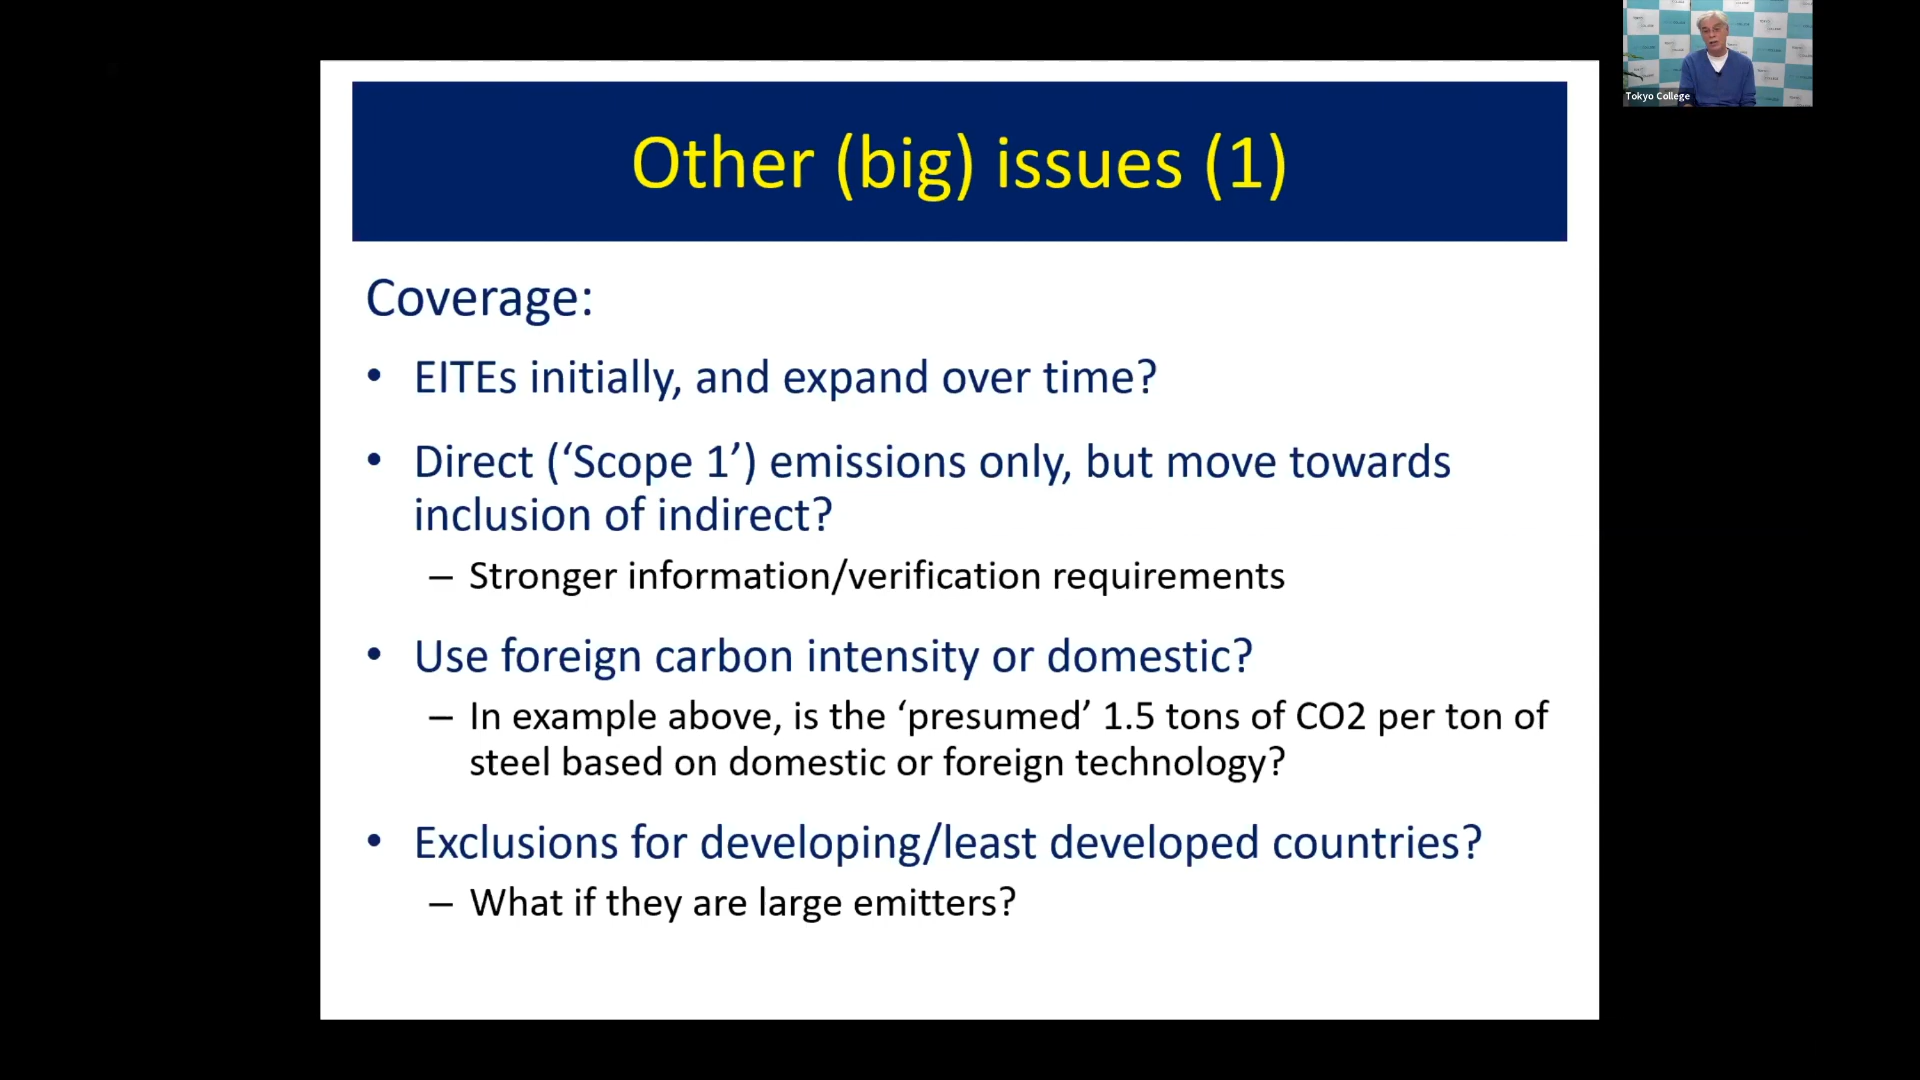 Other (big) issues (1)
Coverage:
• EITEs initially, and expand over time?
• Direct (‘Scope 1’) emissions only, but move towards
inclusion of indirect?
– Stronger information/verification requirements
• Use foreign carbon intensity or domestic?
– In example above, is the ‘presumed’ 1.5 tons of CO2 per ton of
steel based on domestic or foreign technology?
• Exclusions for developing/least developed countries?
– What if they are large emitters?
Tokyo College